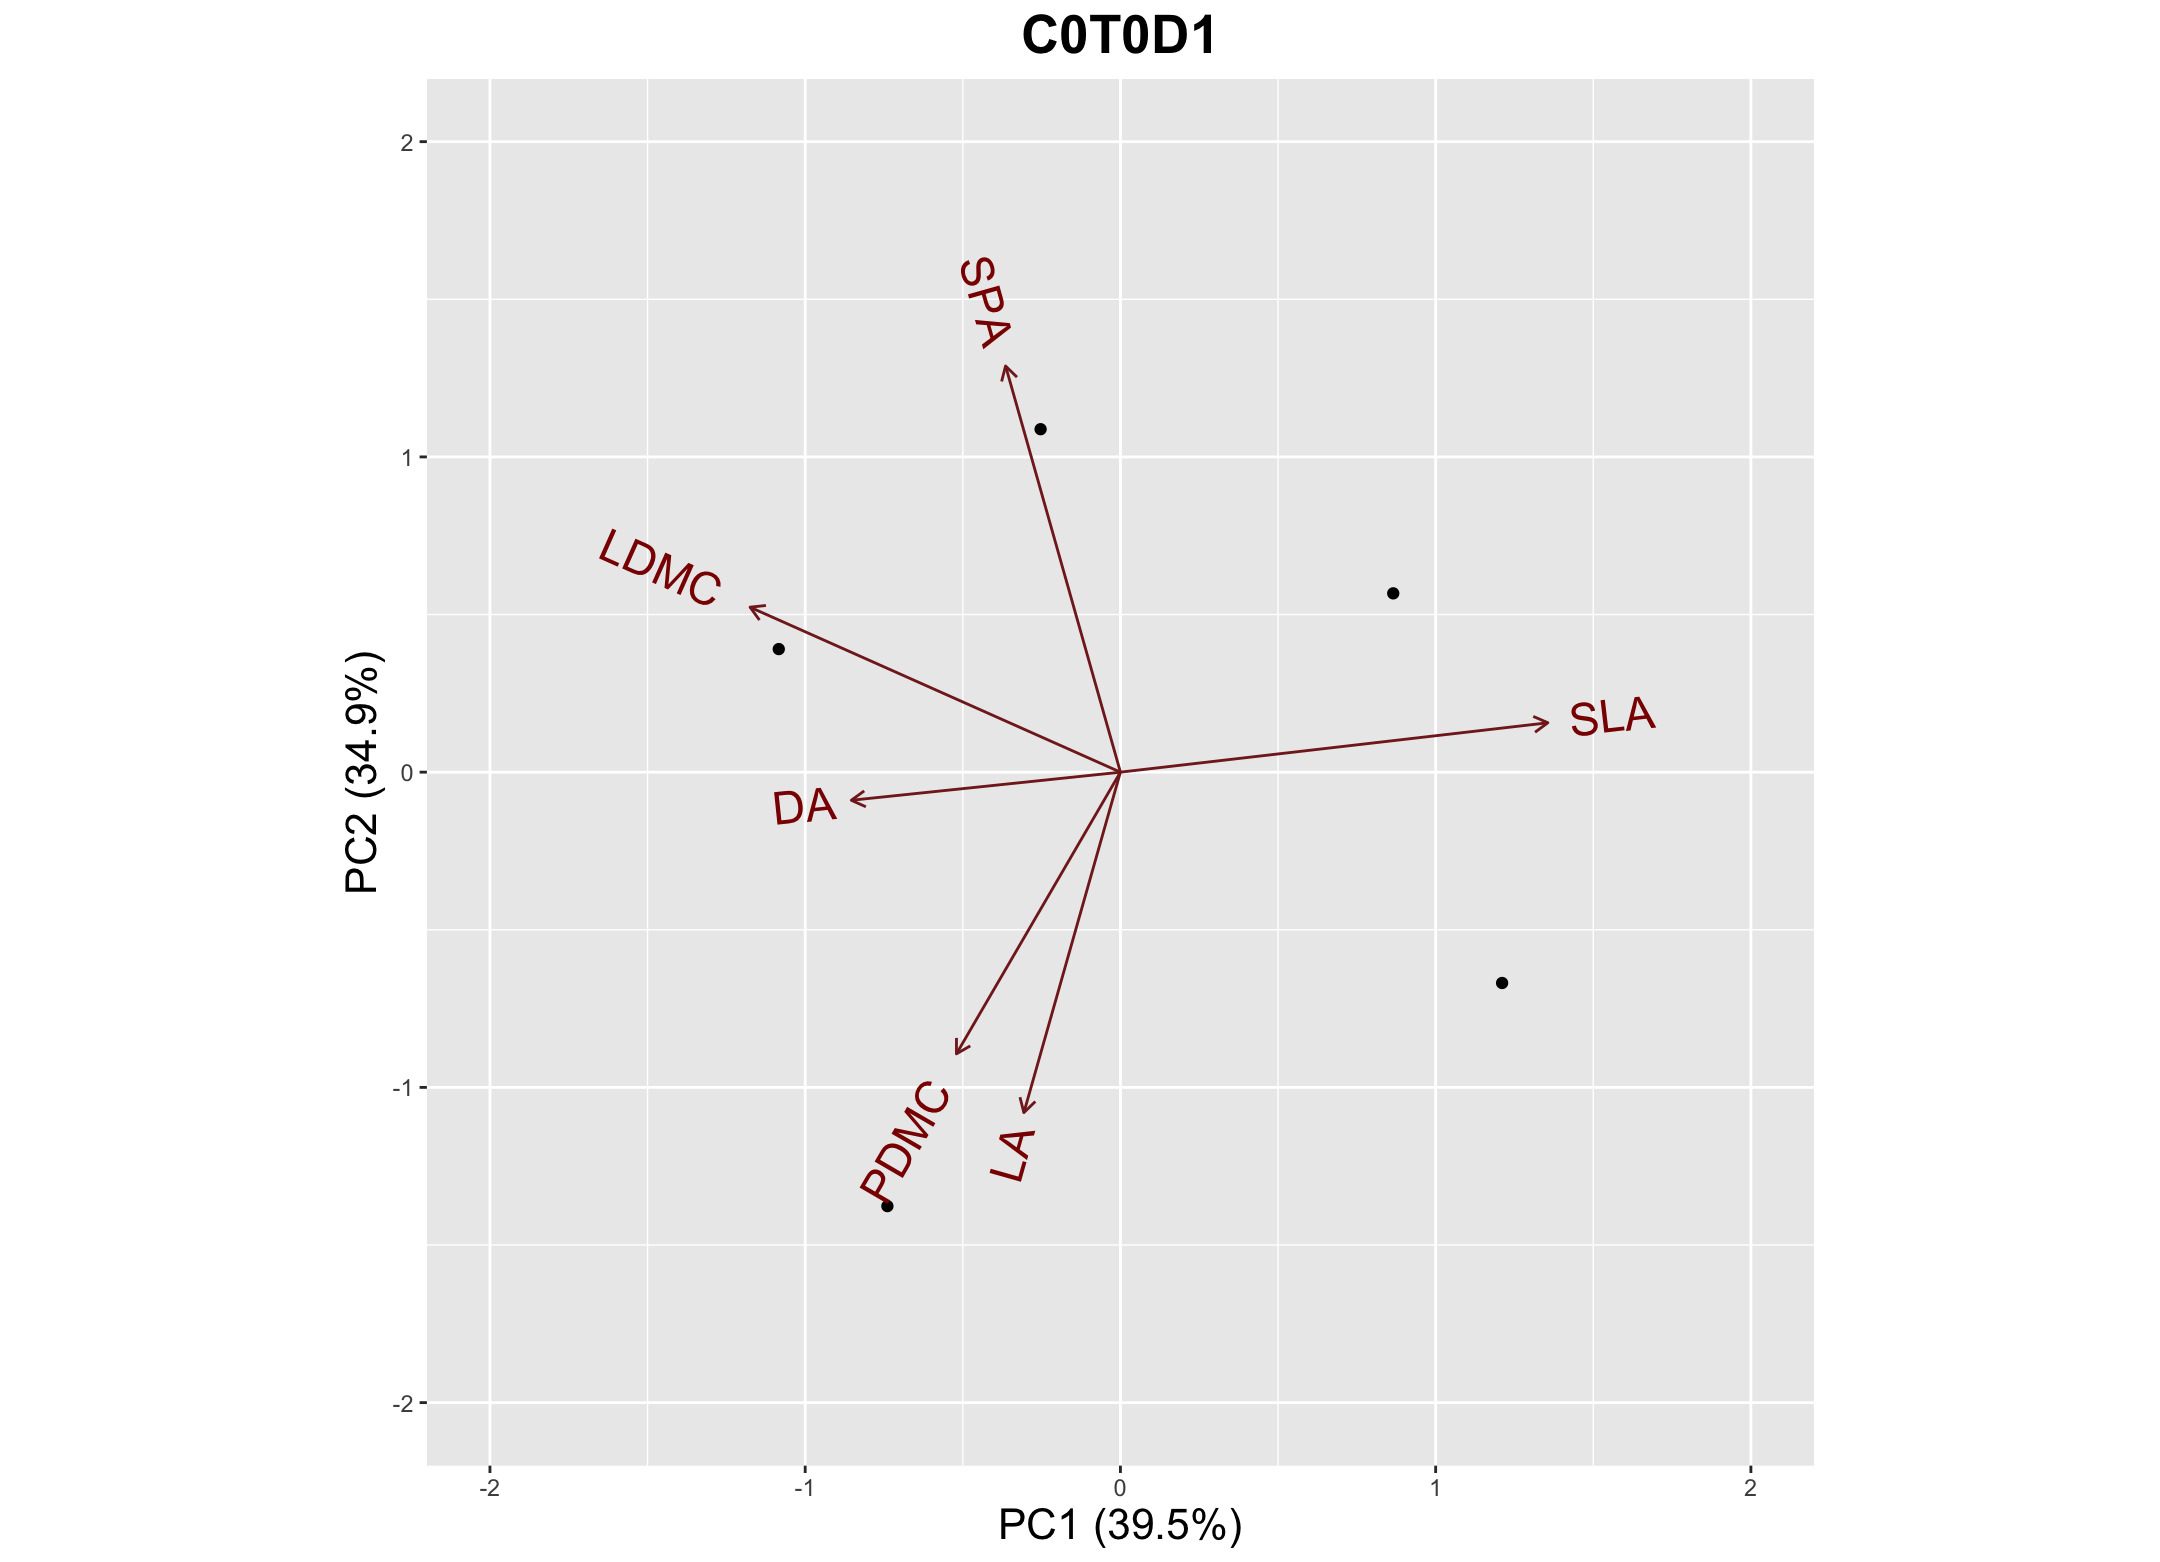 C0T0D1
2
1
0
-1
-2
PC2 (34.9%)
SPA
LDMC
SLA
DA
PDMC
LA
-2
-1
0
1
2
PC1 (39.5%)